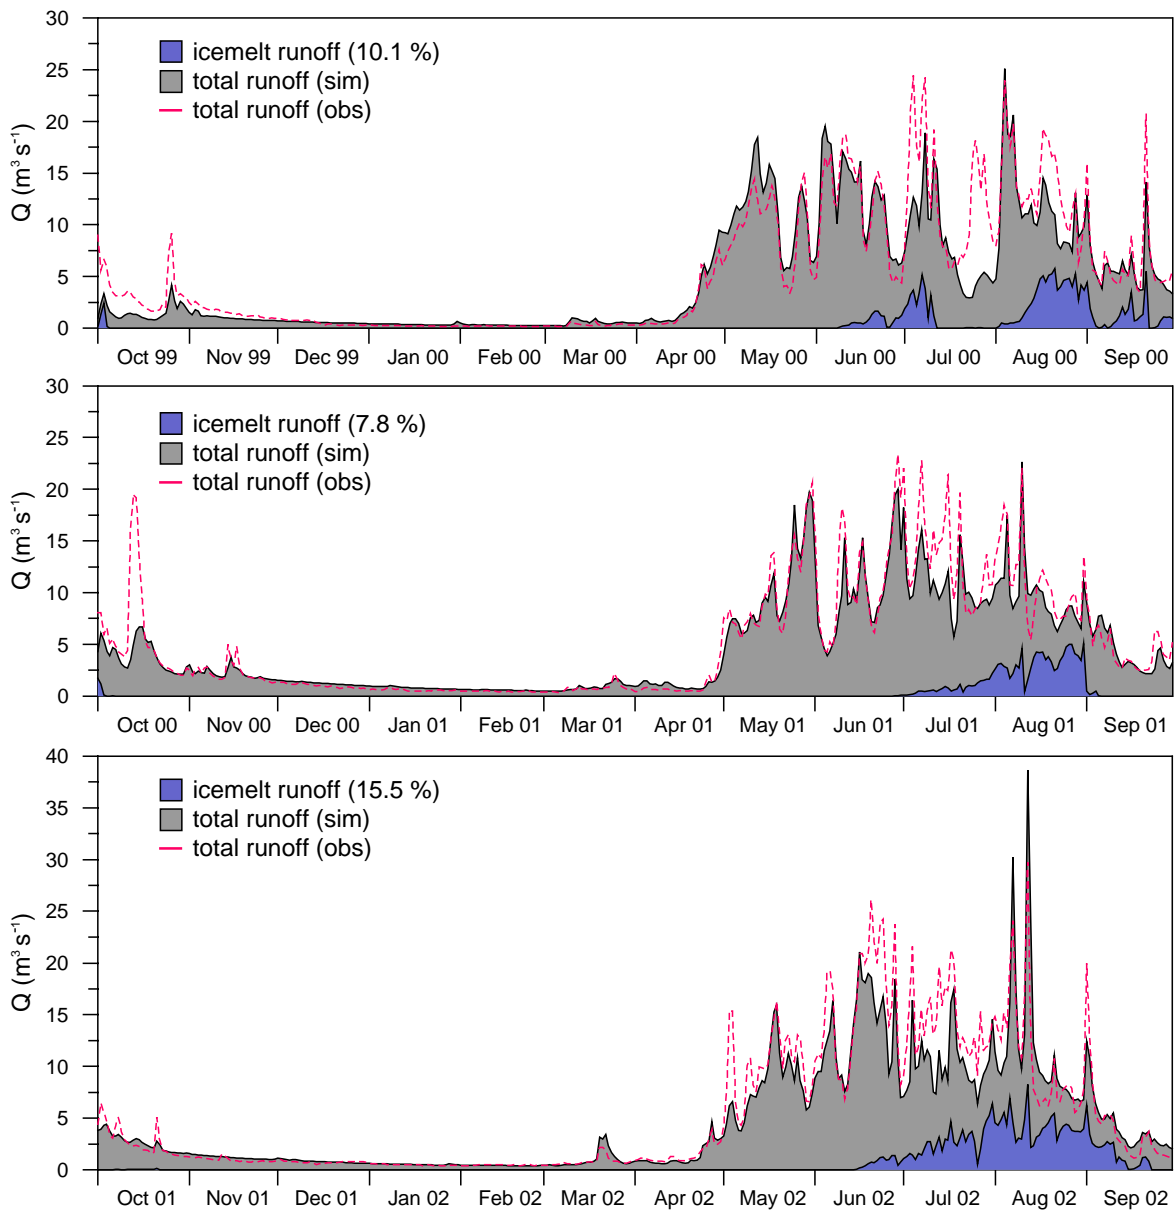 30
25
20
15
10
5
0
Q (m³ s⁻¹)
icemelt runoff (10.1 %)
total runoff (sim)
total runoff (obs)
Oct 99 Nov 99 Dec 99 Jan 00 Feb 00 Mar 00 Apr 00 May 00 Jun 00 Jul 00 Aug 00 Sep 00
30
25
20
15
10
5
0
Q (m³ s⁻¹)
icemelt runoff (7.8 %)
total runoff (sim)
total runoff (obs)
Oct 00 Nov 00 Dec 00 Jan 01 Feb 01 Mar 01 Apr 01 May 01 Jun 01 Jul 01 Aug 01 Sep 01
40
35
30
25
20
15
10
5
0
Q (m³ s⁻¹)
icemelt runoff (15.5 %)
total runoff (sim)
total runoff (obs)
Oct 01 Nov 01 Dec 01 Jan 02 Feb 02 Mar 02 Apr 02 May 02 Jun 02 Jul 02 Aug 02 Sep 02